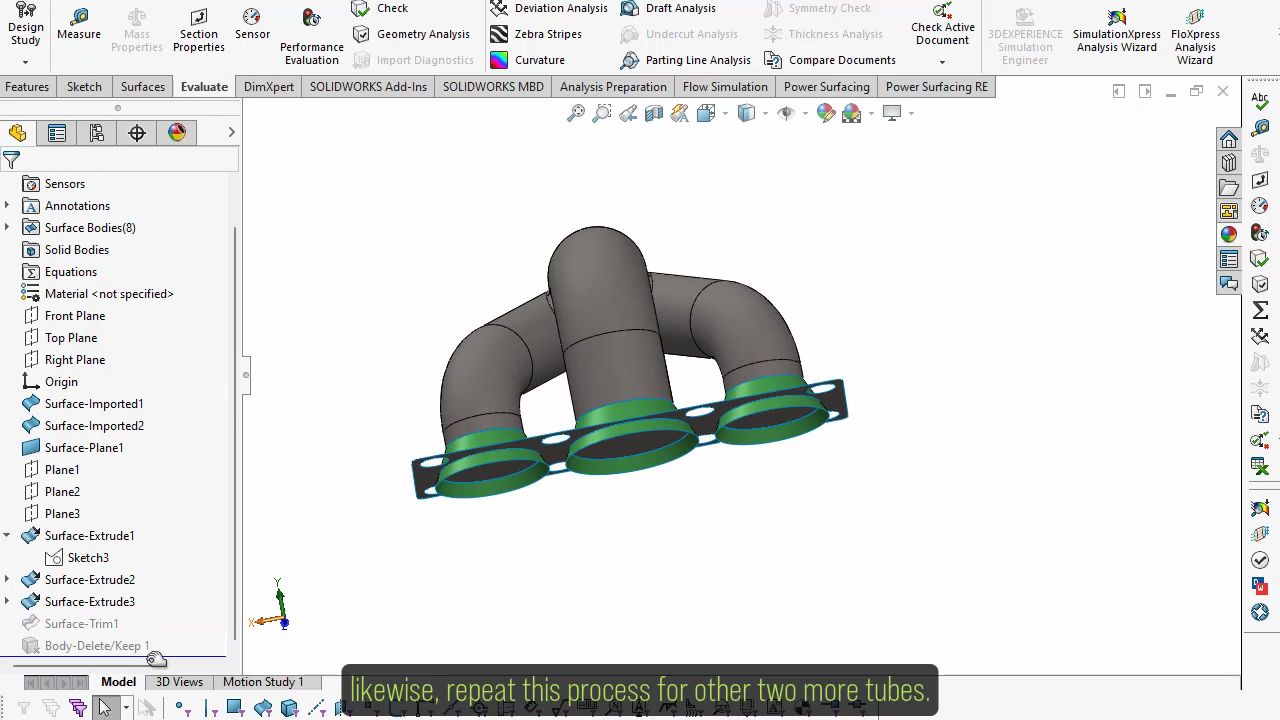 Design
Study
Measure
Mass
Properties
Section
Properties
Sensor
Performance
Evaluation
Check
Geometry Analysis
Import Diagnostics
Deviation Analysis
Zebra Stripes
Curvature
Draft Analysis
Undercut Analysis
Parting Line Analysis
Symmetry Check
Thickness Analysis
Compare Documents
Check Active
Document
3DEXPERIENCE
Simulation
Engineer
SimulationXpress
Analysis Wizard
FloXpress
Analysis
Wizard
Features
Sketch
Surfaces
Evaluate
DimXpert
SOLIDWORKS Add-Ins
SOLIDWORKS MBD
Analysis Preparation
Flow Simulation
Power Surfacing
Power Surfacing RE
Sensors
Annotations
Surface Bodies(8)
Solid Bodies
Equations
Material <not specified>
Front Plane
Top Plane
Right Plane
Origin
Surface-Imported1
Surface-Imported2
Surface-Plane1
Plane1
Plane2
Plane3
Surface-Extrude1
Sketch3
Surface-Extrude2
Surface-Extrude3
Surface-Trim1
Body-Delete/Keep 1
Y
X
Z
Model
3D Views
Motion Study 1
likewise, repeat this process for other two more tubes.